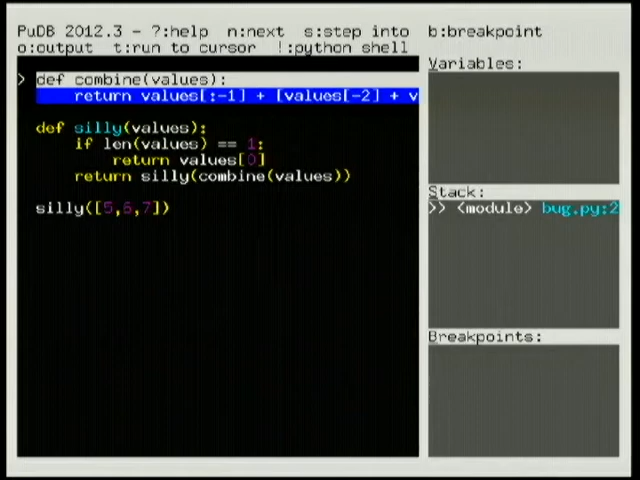 PuDB 2012.3 - ?:help  n:next  s:step into  b:breakpoint
o:output  t:run to cursor  !:python shell
Variables:
> def combine(values):
    return values[:-1] + [values[-2] + v
def silly(values):
    if len(values) == 1:
        return values[0]
    return silly(combine(values))
silly([5,6,7])
Stack:
>> <module> bug.py:2
Breakpoints: